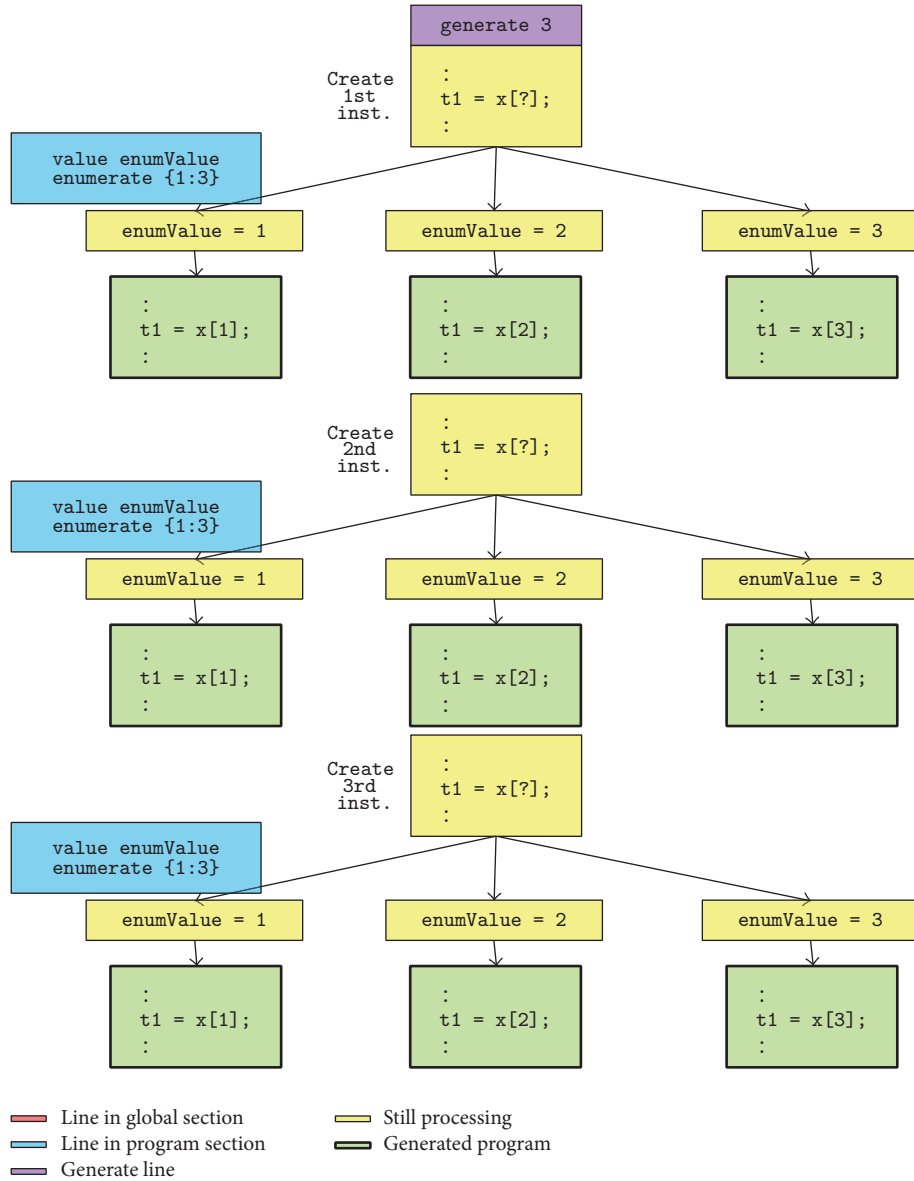 generate 3
Create
1st
inst.
:
t1 = x[?];
:
value enumValue
enumerate {1:3}
enumValue = 1
enumValue = 2
enumValue = 3
:
t1 = x[1];
:
:
t1 = x[2];
:
:
t1 = x[3];
:
Create
2nd
inst.
:
t1 = x[?];
:
value enumValue
enumerate {1:3}
enumValue = 1
enumValue = 2
enumValue = 3
:
t1 = x[1];
:
:
t1 = x[2];
:
:
t1 = x[3];
:
Create
3rd
inst.
:
t1 = x[?];
:
value enumValue
enumerate {1:3}
enumValue = 1
enumValue = 2
enumValue = 3
:
t1 = x[1];
:
:
t1 = x[2];
:
:
t1 = x[3];
:
Line in global section
Line in program section
Generate line
Still processing
Generated program